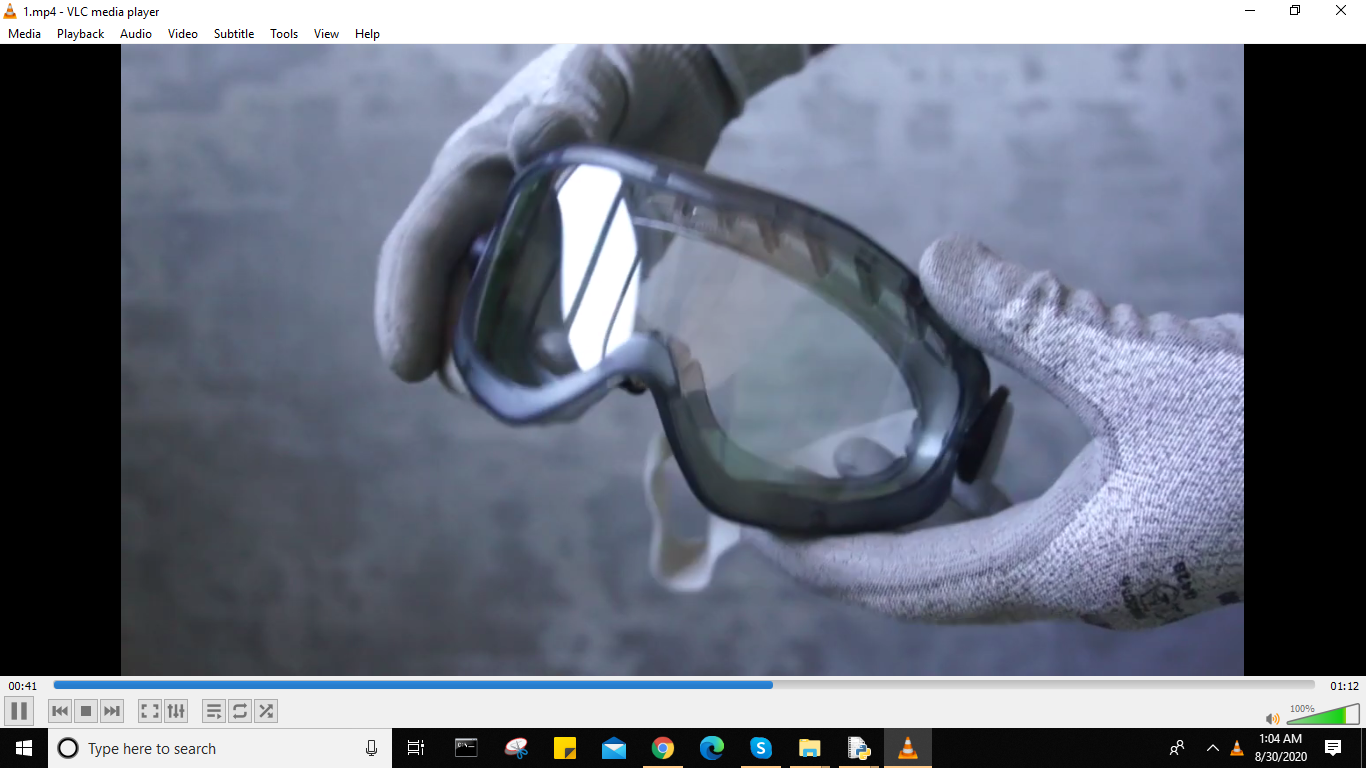 1.mp4 - VLC media player
Media Playback Audio Video Subtitle Tools View Help
00:41
01:12
100%
Type here to search
1:04 AM
8/30/2020